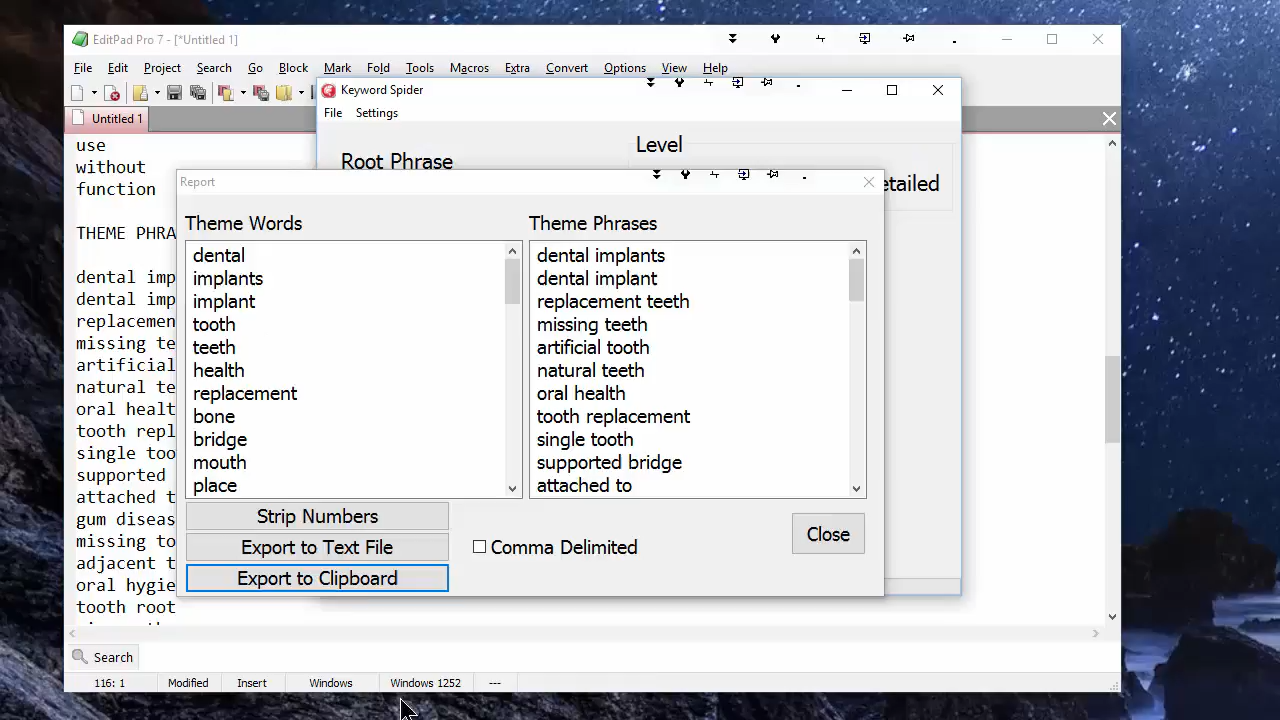 EditPad Pro 7 - [*Untitled 1]
File Edit Project Search Go Block Mark Fold Tools Macros Extra Convert Options View Help
Untitled 1
use
without
function
THEME PHRA
dental imp
dental imp
replacemen
missing te
artificial
natural te
oral healt
tooth repl
single too
supported
attached t
gum diseas
missing to
adjacent t
oral hygie
tooth root
Search
116: 1 Modified Insert Windows Windows 1252 ---
Keyword Spider
File Settings
Root Phrase
Level
etailed
Report
Theme Words
dental
implants
implant
tooth
teeth
health
replacement
bone
bridge
mouth
place
Theme Phrases
dental implants
dental implant
replacement teeth
missing teeth
artificial tooth
natural teeth
oral health
tooth replacement
single tooth
supported bridge
attached to
Strip Numbers
Export to Text File
Export to Clipboard
Comma Delimited
Close